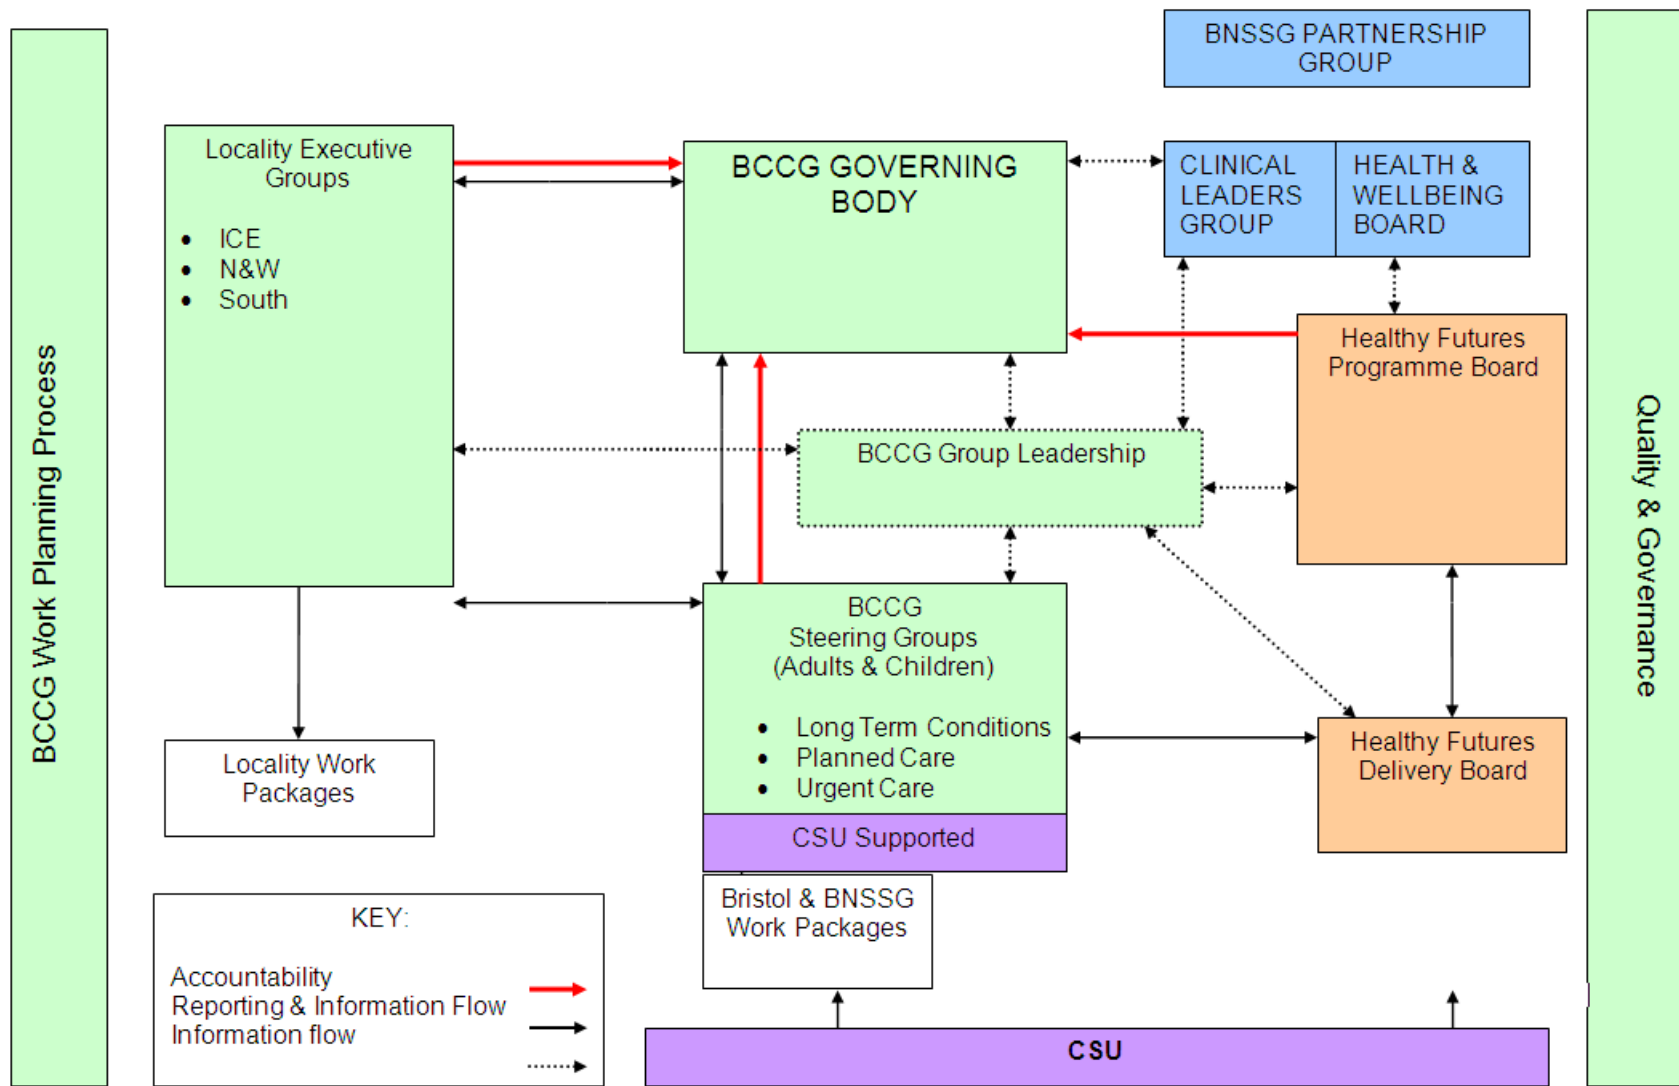 BCCG Work Planning Process
BNSSG PARTNERSHIP
GROUP
Locality Executive
Groups
• ICE
• N&W
• South
BCCG GOVERNING
BODY
CLINICAL
LEADERS
GROUP
HEALTH &
WELLBEING
BOARD
Healthy Futures
Programme Board
BCCG Group Leadership
BCCG
Steering Groups
(Adults & Children)
• Long Term Conditions
• Planned Care
• Urgent Care
CSU Supported
Healthy Futures
Delivery Board
Locality Work
Packages
Bristol & BNSSG
Work Packages
KEY:
Accountability
Reporting & Information Flow
Information flow
CSU
Quality & Governance